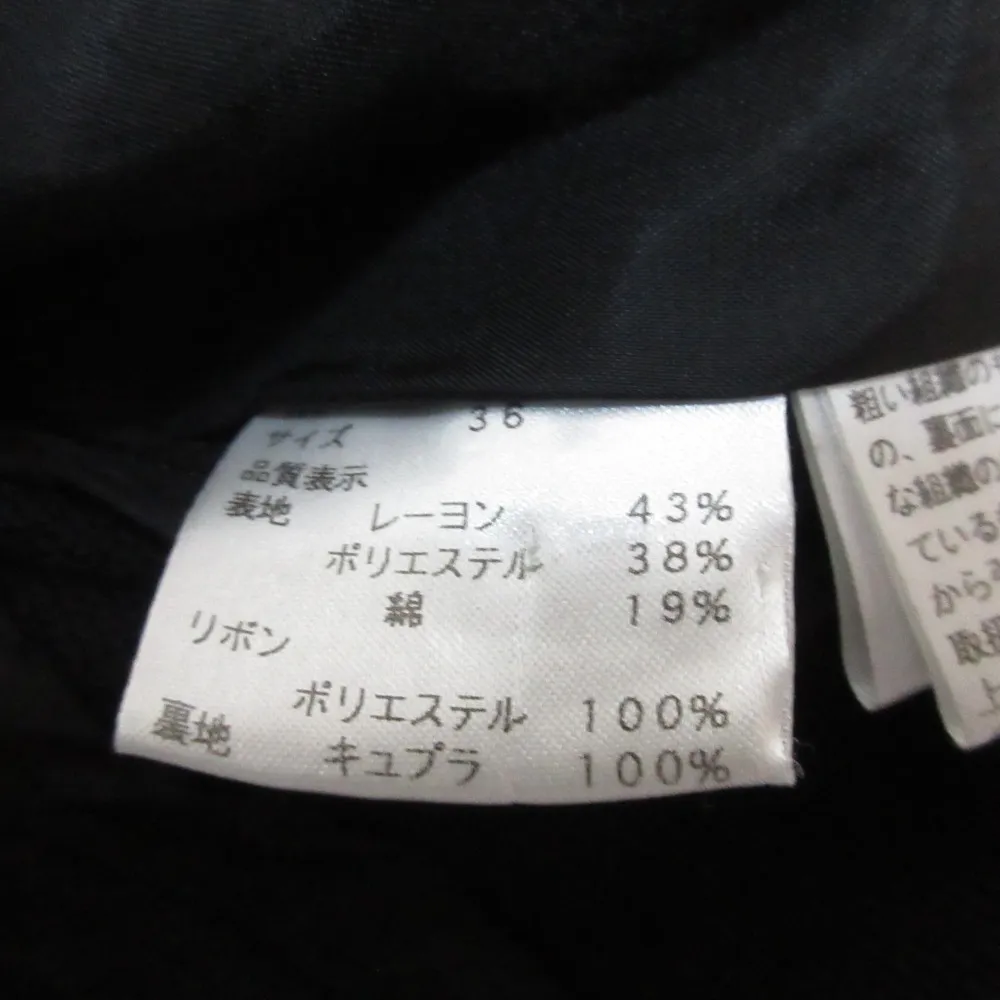 サイズ 36
品質表示
表地 レーヨン 43%
ポリエステル 38%
綿 19%
リボン
ポリエステル 100%
裏地 キュプラ 100%
粗い組織の
の、裏面に
な組織の
ている
から
取扱
上